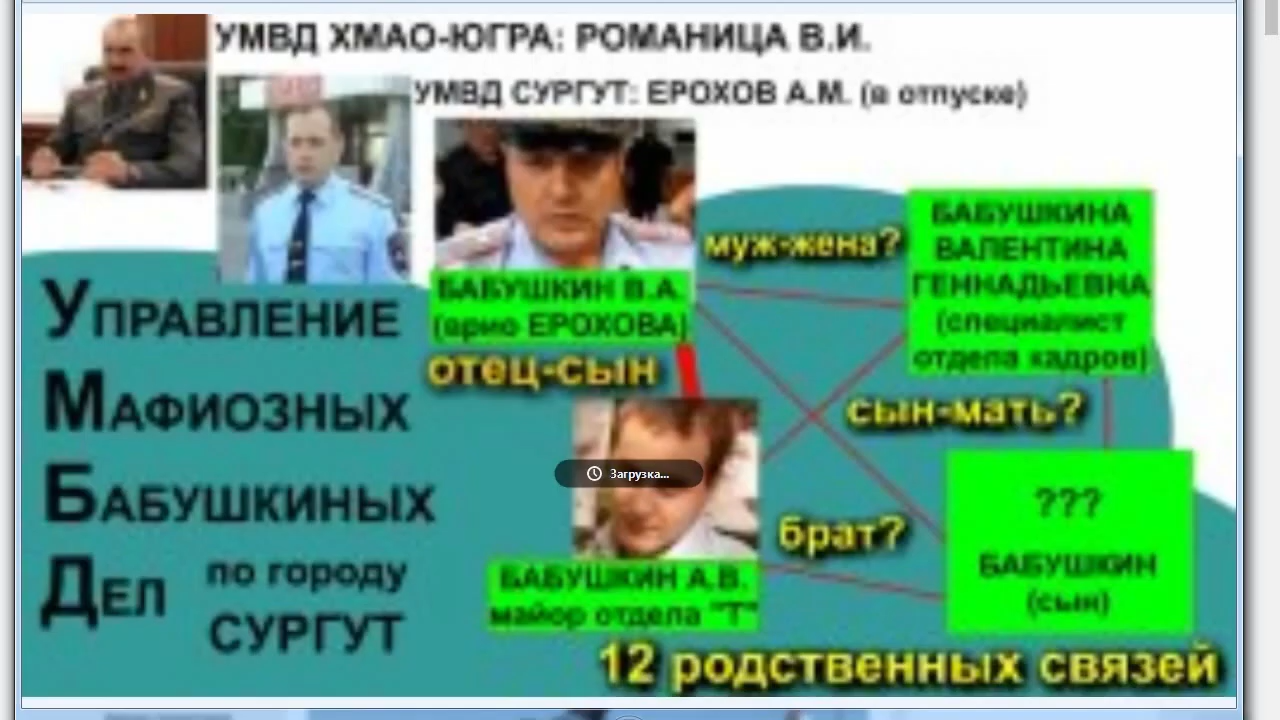 УМВД ХМАО-ЮГРА: РОМАНИЦА В.И.
УМВД СУРГУТ: ЕРОХОВ А.М. (в отпуске)
БАБУШКИН В.А.
(врио ЕРОХОВА)
муж-жена?
БАБУШКИНА
ВАЛЕНТИНА
ГЕННАДЬЕВНА
(специалист
отдела кадров)
отец-сын
сын-мать?
УПРАВЛЕНИЕ
МАФИОЗНЫХ
БАБУШКИНЫХ
ДЕЛ по городу
СУРГУТ
Загрузка...
брат?
БАБУШКИН А.В.
майор отдела "Т"
???
БАБУШКИН
(сын)
12 родственных связей